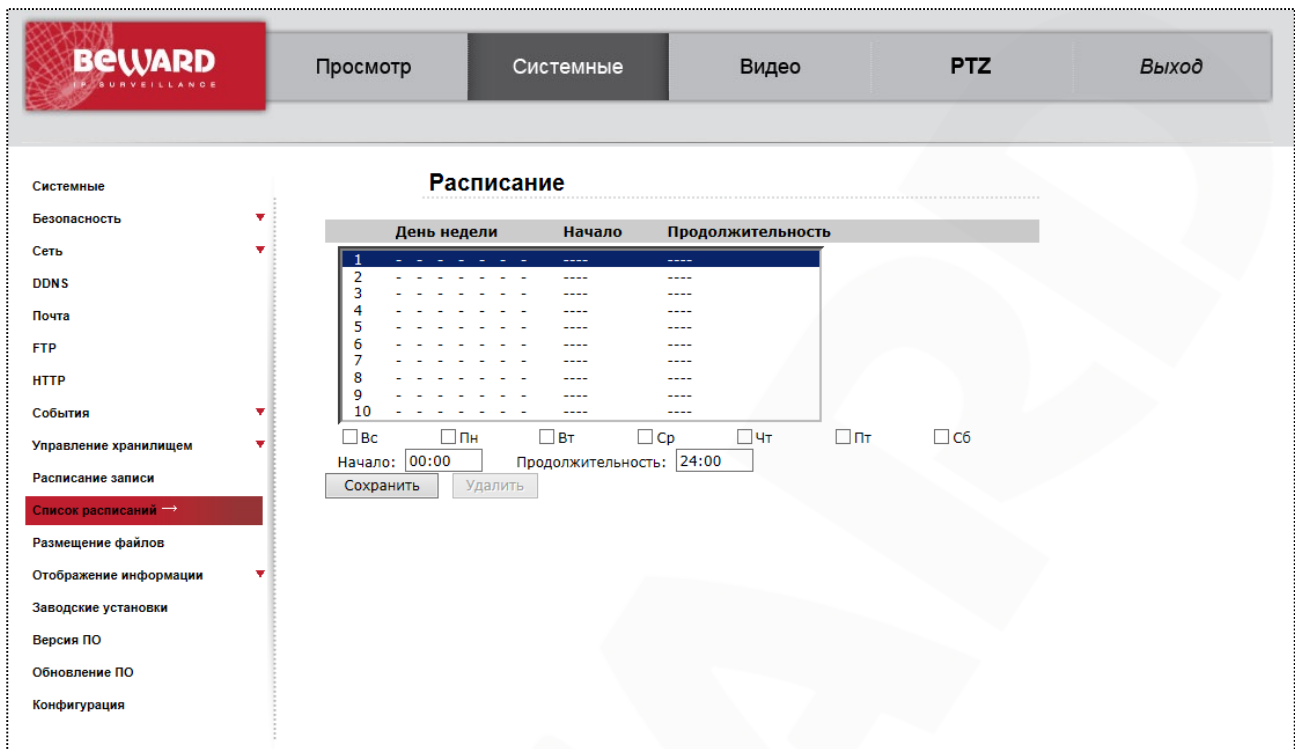 BEWARD
IP SURVEILLANCE
Просмотр Системные Видео PTZ Выход
Системные
Безопасность
Сеть
DDNS
Почта
FTP
HTTP
События
Управление хранилищем
Расписание записи
Список расписаний →
Размещение файлов
Отображение информации
Заводские установки
Версия ПО
Обновление ПО
Конфигурация
Расписание
День недели Начало Продолжительность
1 - - - - - - - ---- ----
2 - - - - - - - ---- ----
3 - - - - - - - ---- ----
4 - - - - - - - ---- ----
5 - - - - - - - ---- ----
6 - - - - - - - ---- ----
7 - - - - - - - ---- ----
8 - - - - - - - ---- ----
9 - - - - - - - ---- ----
10 - - - - - - - ---- ----
Вс Пн Вт Ср Чт Пт Сб
Начало: 00:00 Продолжительность: 24:00
Сохранить Удалить